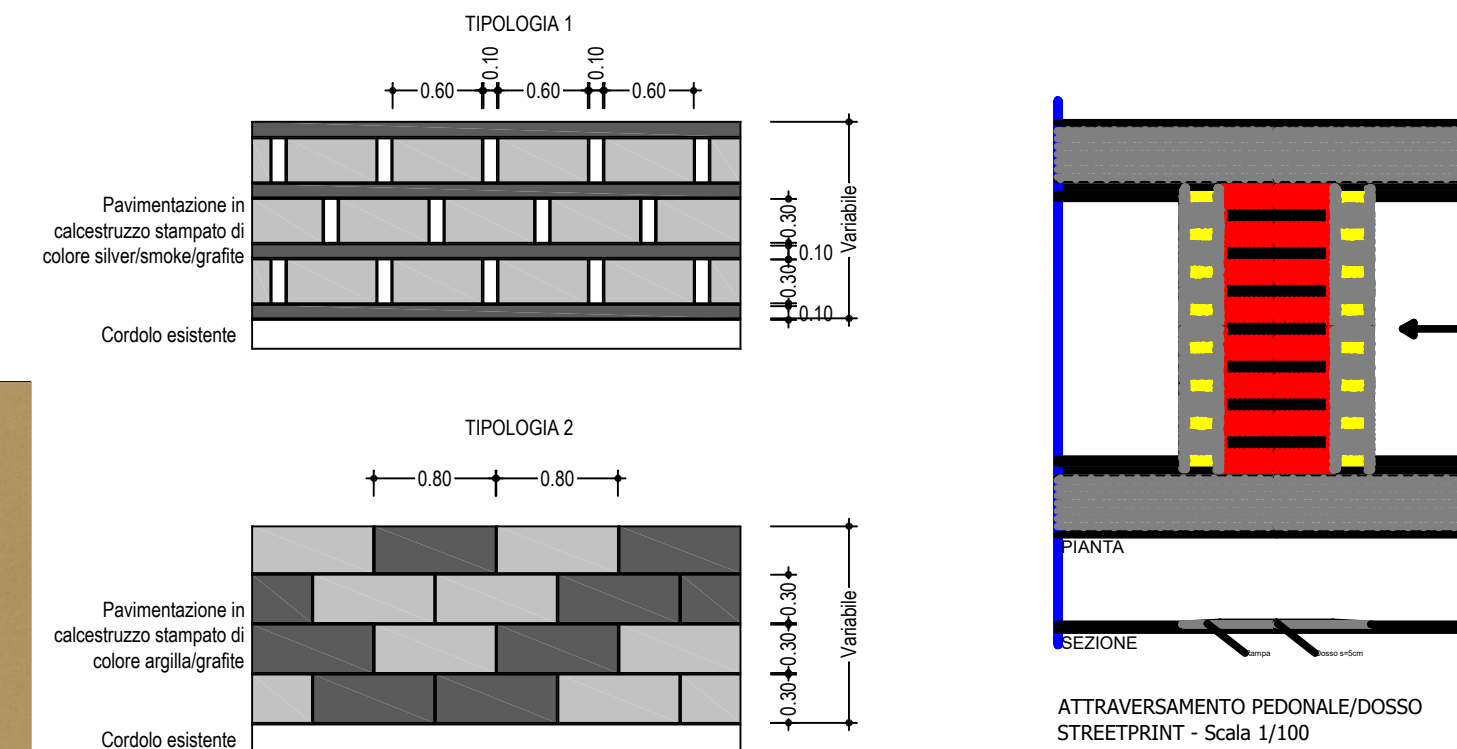 TIPOLOGIA 1
0.60
0.10
0.60
0.10
0.60
Pavimentazione in
calcestruzzo stampato di
colore silver/smoke/grafite
Cordolo esistente
0.30
0.10
0.30
0.10
Variabile
TIPOLOGIA 2
0.80
0.80
Pavimentazione in
calcestruzzo stampato di
colore argilla/grafite
Cordolo esistente
0.30
0.30
0.30
Variabile
PIANTA
SEZIONE
Rampa
Dosso s=5cm
ATTRAVERSAMENTO PEDONALE/DOSSO
STREETPRINT - Scala 1/100